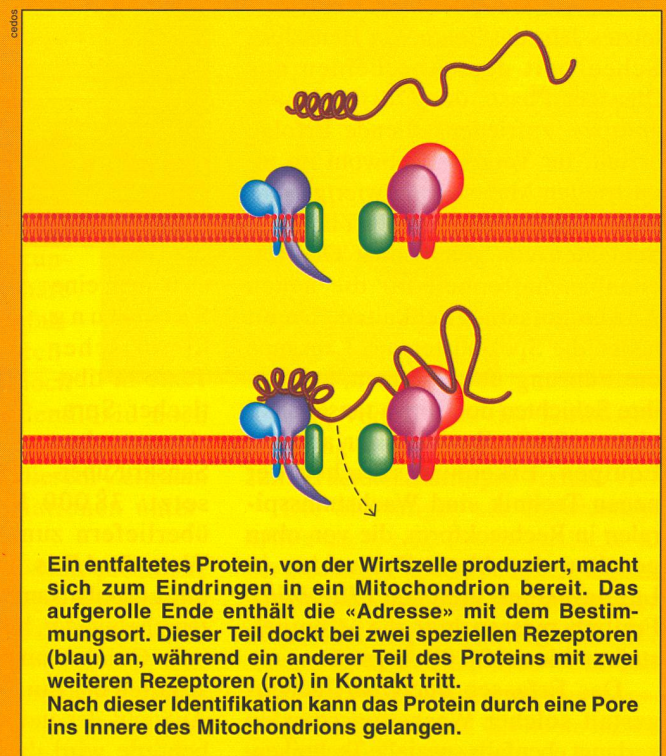 cedos
Ein entfaltetes Protein, von der Wirtszelle produziert, macht
sich zum Eindringen in ein Mitochondrion bereit. Das
aufgerolle Ende enthält die «Adresse» mit dem Bestim-
mungsort. Dieser Teil dockt bei zwei speziellen Rezeptoren
(blau) an, während ein anderer Teil des Proteins mit zwei
weiteren Rezeptoren (rot) in Kontakt tritt.
Nach dieser Identifikation kann das Protein durch eine Pore
ins Innere des Mitochondrions gelangen.